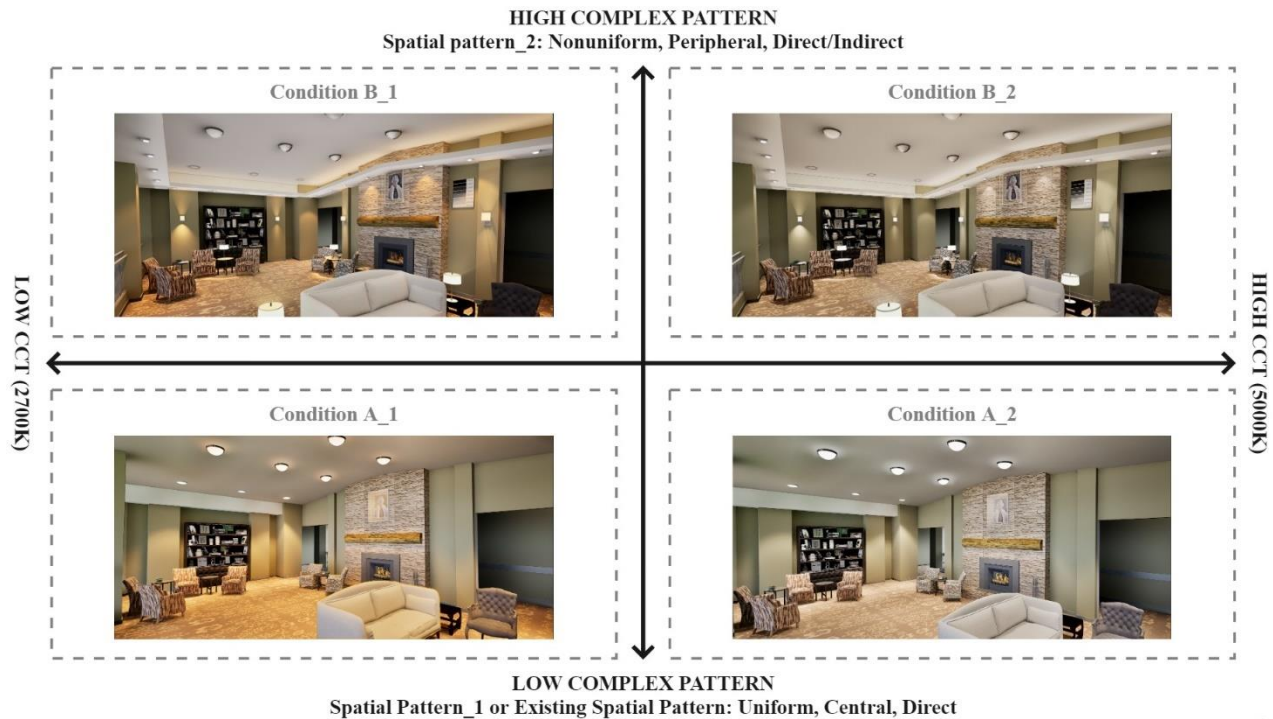 HIGH COMPLEX PATTERN
Spatial pattern_2: Nonuniform, Peripheral, Direct/Indirect
Condition B_1
Condition B_2
LOW CCT (2700K)
HIGH CCT (5000K)
Condition A_1
Condition A_2
LOW COMPLEX PATTERN
Spatial Pattern_1 or Existing Spatial Pattern: Uniform, Central, Direct